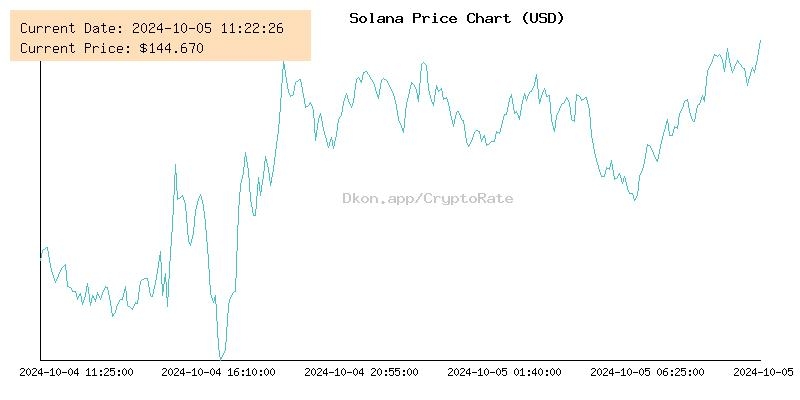 Solana Price Chart (USD)
Current Date: 2024-10-05 11:22:26
Current Price: $144.670
Dkon.app/CryptoRate
2024-10-04 11:25:00 2024-10-04 16:10:00 2024-10-04 20:55:00 2024-10-05 01:40:00 2024-10-05 06:25:00 2024-10-05